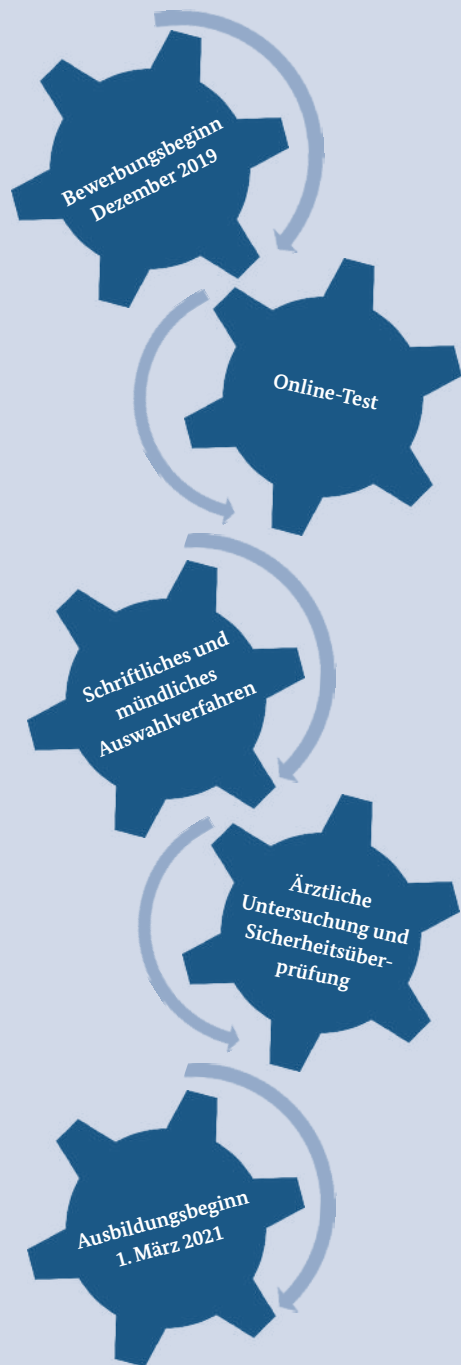 Bewerbungsbeginn
Dezember 2019
Online-Test
Schriftliches und
mündliches
Auswahlverfahren
Ärztliche
Untersuchung und
Sicherheitsüber-
prüfung
Ausbildungsbeginn
1. März 2021